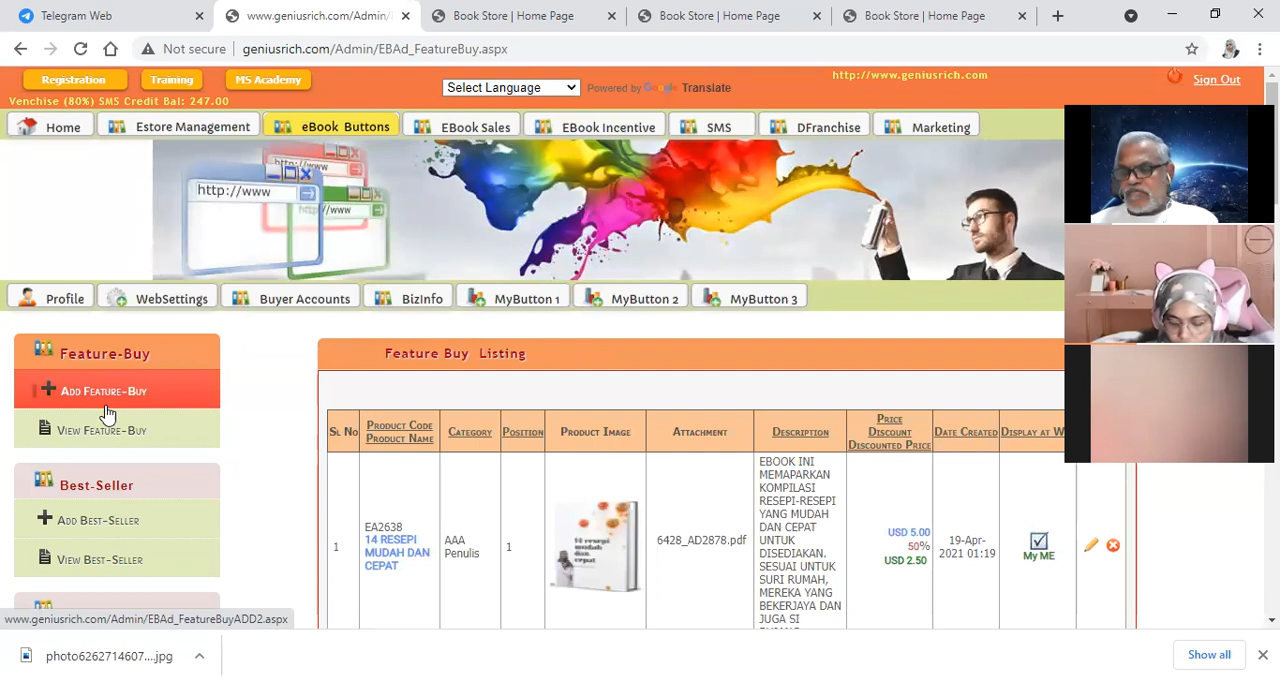 Telegram Web
www.geniusrich.com/Admin/
Book Store | Home Page
Book Store | Home Page
Book Store | Home Page
Not secure
geniusrich.com/Admin/EBAd_FeatureBuy.aspx
Registration
Training
MS Academy
Select Language
Powered by Google Translate
http://www.geniusrich.com
Sign Out
Venchise (80%) SMS Credit Bal: 247.00
Home
Estore Management
eBook Buttons
EBook Sales
EBook Incentive
SMS
DFranchise
Marketing
http://www
http://www
http://www
Profile
WebSettings
Buyer Accounts
BizInfo
MyButton 1
MyButton 2
MyButton 3
Feature-Buy
Add Feature-Buy
View Feature-Buy
Best-Seller
Add Best-Seller
View Best-Seller
Feature Buy Listing
Sl No
Product Code
Product Name
Category
Position
Product Image
Attachment
Description
Price
Discount
Discounted Price
Date Created
Display at W
1
EA2638
14 RESEPI
MUDAH DAN
CEPAT
AAA
Penulis
1
14 resepi
mudah dan
cepat
6428_AD2878.pdf
EBOOK INI
MEMAPARKAN
KOMPILASI
RESEPI-RESEPI
YANG MUDAH
DAN CEPAT
UNTUK
DISEDIAKAN.
SESUAI UNTUK
SURI RUMAH,
MEREKA YANG
BEKERJAYA DAN
JUGA SI
USD 5.00
50%
USD 2.50
19-Apr-
2021 01:19
My ME
www.geniusrich.com/Admin/EBAd_FeatureBuyADD2.aspx
photo6262714607....jpg
Show all